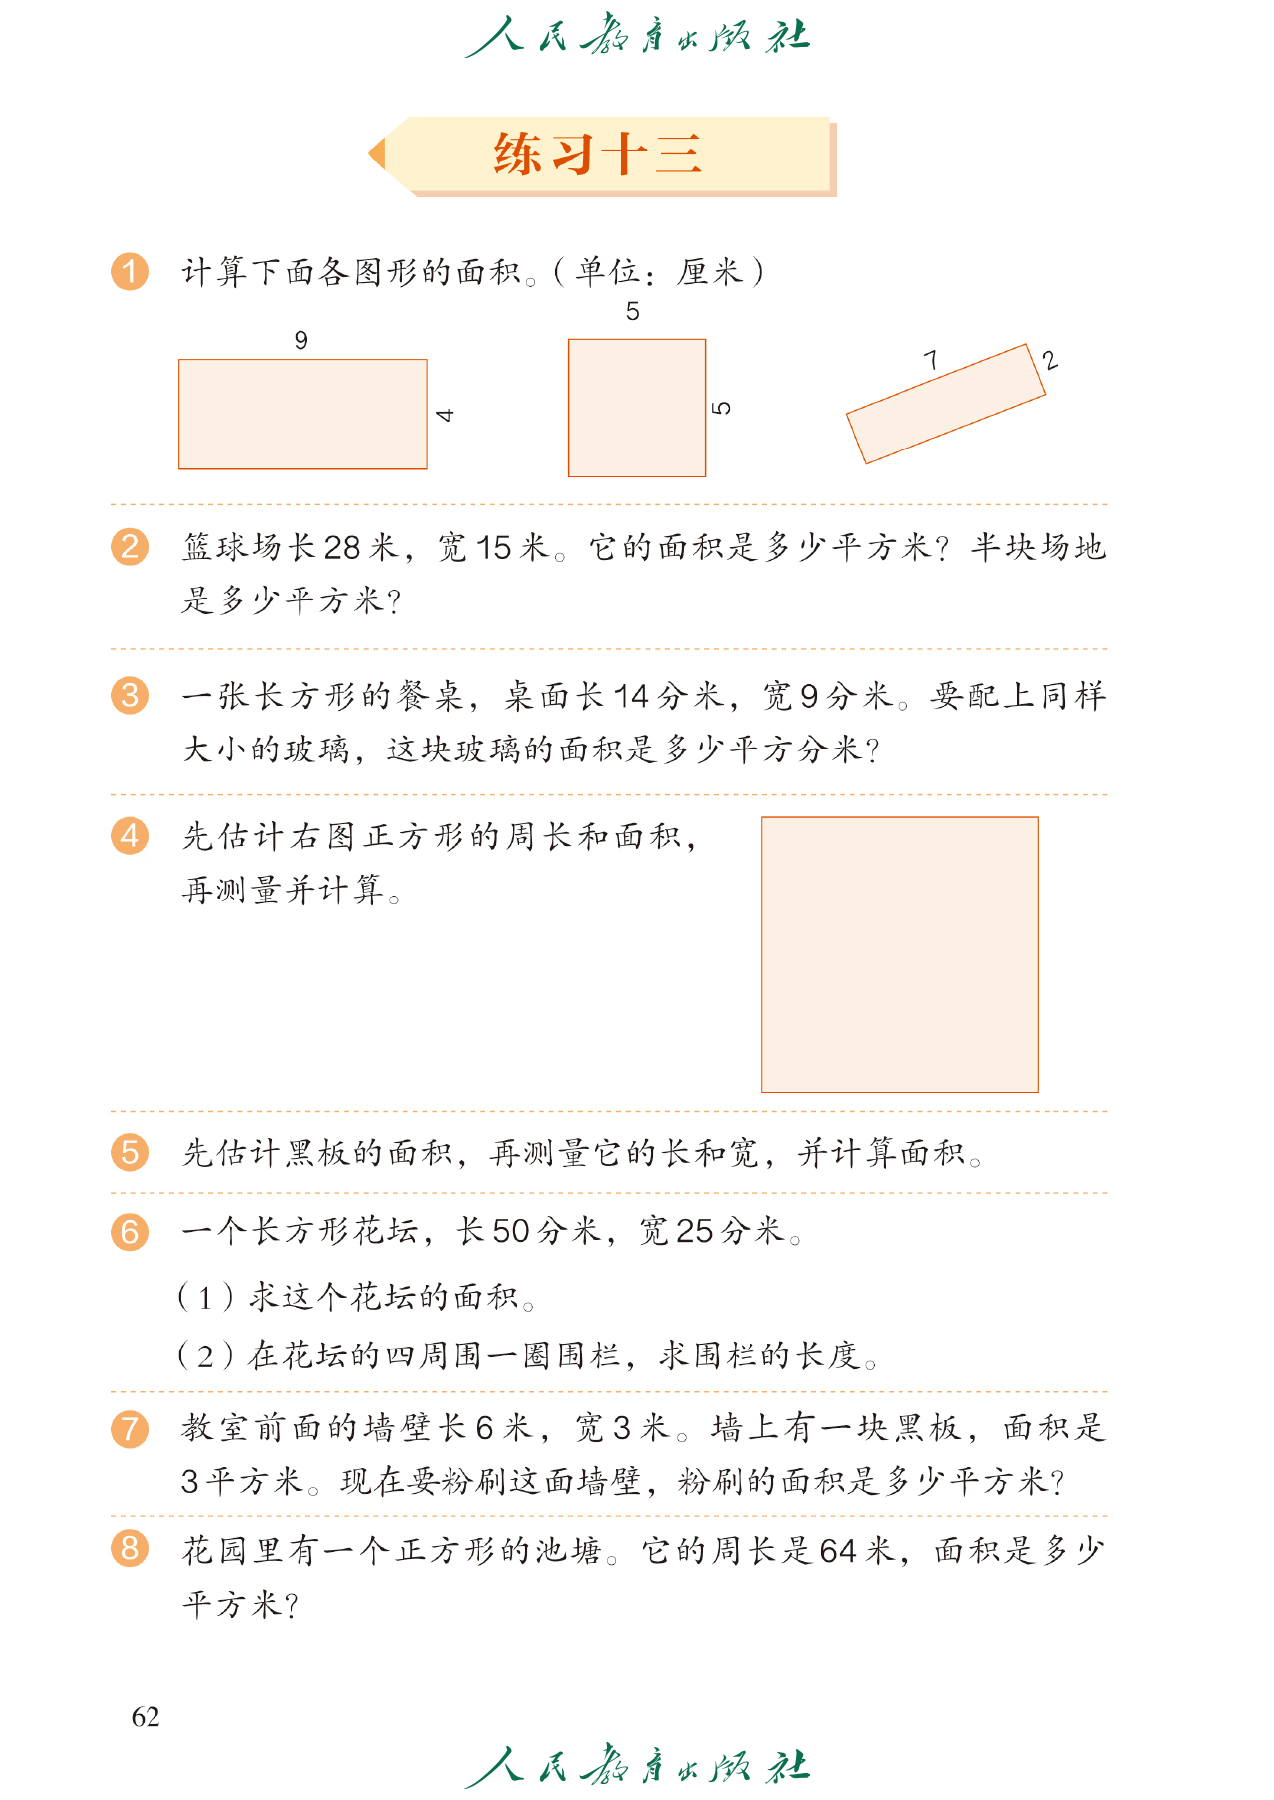 人民教育出版社
练习十三
1 计算下面各图形的面积。（单位：厘米）
5
9
4
5
7
2
2 篮球场长28米，宽15米。它的面积是多少平方米？半块场地
是多少平方米？
3 一张长方形的餐桌，桌面长14分米，宽9分米。要配上同样
大小的玻璃，这块玻璃的面积是多少平方分米？
4 先估计右图正方形的周长和面积，
再测量并计算。
5 先估计黑板的面积，再测量它的长和宽，并计算面积。
6 一个长方形花坛，长50分米，宽25分米。
（1）求这个花坛的面积。
（2）在花坛的四周围一圈围栏，求围栏的长度。
7 教室前面的墙壁长6米，宽3米。墙上有一块黑板，面积是
3平方米。现在要粉刷这面墙壁，粉刷的面积是多少平方米？
8 花园里有一个正方形的池塘。它的周长是64米，面积是多少
平方米？
62
人民教育出版社